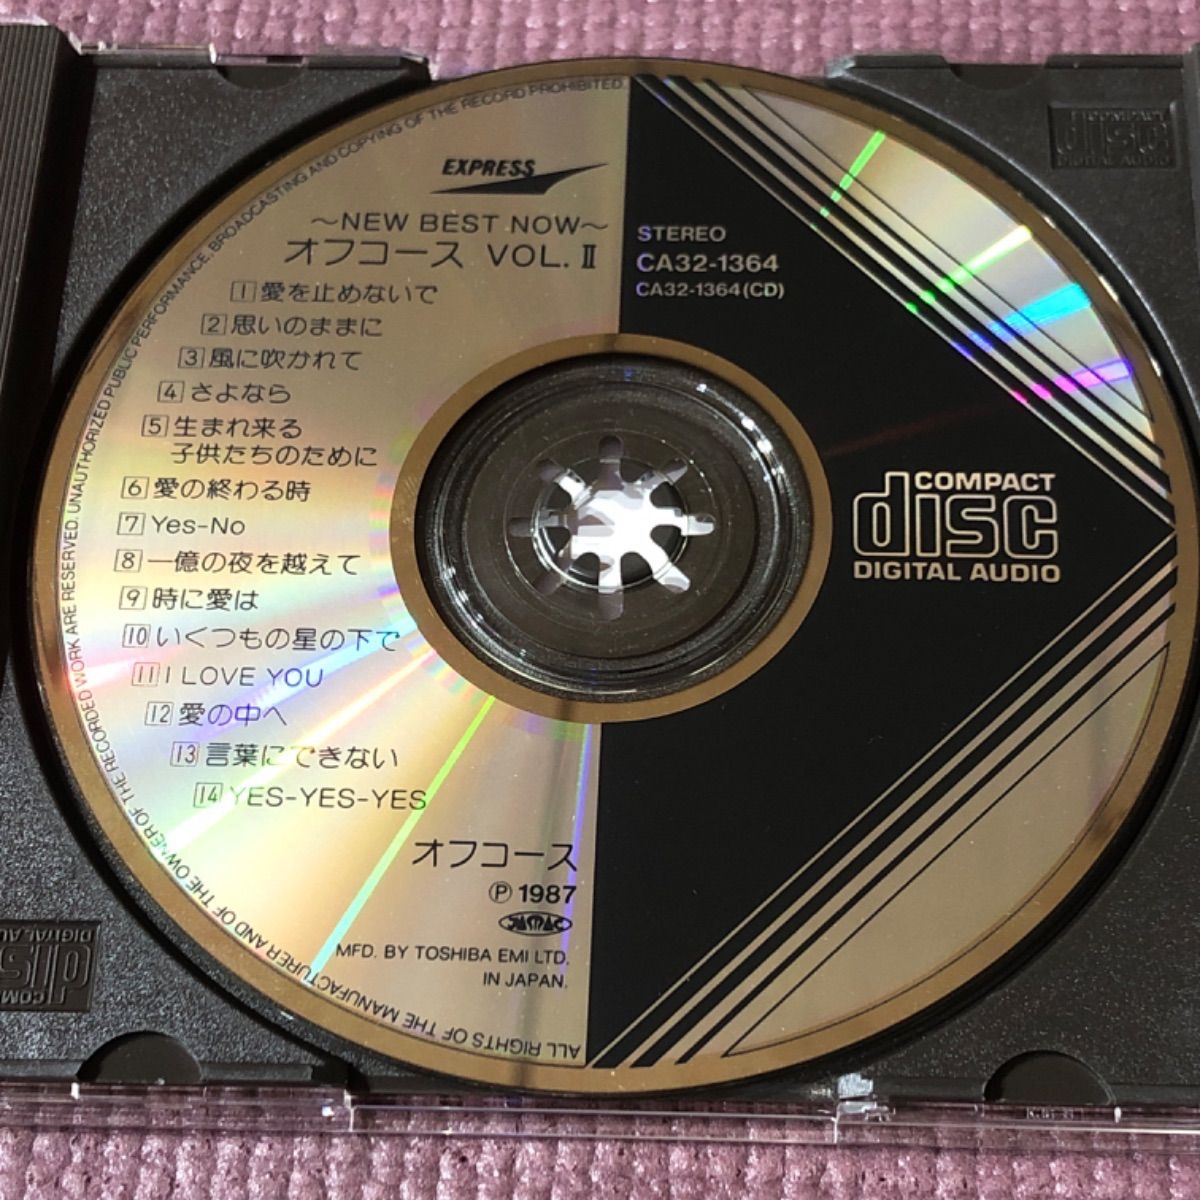 EXPRESS
〜NEW BEST NOW〜
オフコース VOL.Ⅱ
1 愛を止めないで
2 思いのままに
3 風に吹かれて
4 さよなら
5 生まれ来る
子供たちのために
6 愛の終わる時
7 Yes-No
8 一億の夜を越えて
9 時に愛は
10 いくつもの星の下で
11 I LOVE YOU
12 愛の中へ
13 言葉にできない
14 YES-YES-YES
オフコース
Ⓟ 1987
JASRAC
MFD. BY TOSHIBA EMI LTD.
IN JAPAN.
STEREO
CA32-1364
CA32-1364(CD)
COMPACT
disc
DIGITAL AUDIO
ALL RIGHTS OF THE MANUFACTURER AND OF THE OWNER OF THE RECORDED WORK ARE RESERVED. UNAUTHORIZED PUBLIC PERFORMANCE, BROADCASTING AND COPYING OF THE RECORD PROHIBITED.
disc
DIGITAL AUDIO
COMP
disc
DIGITAL AU